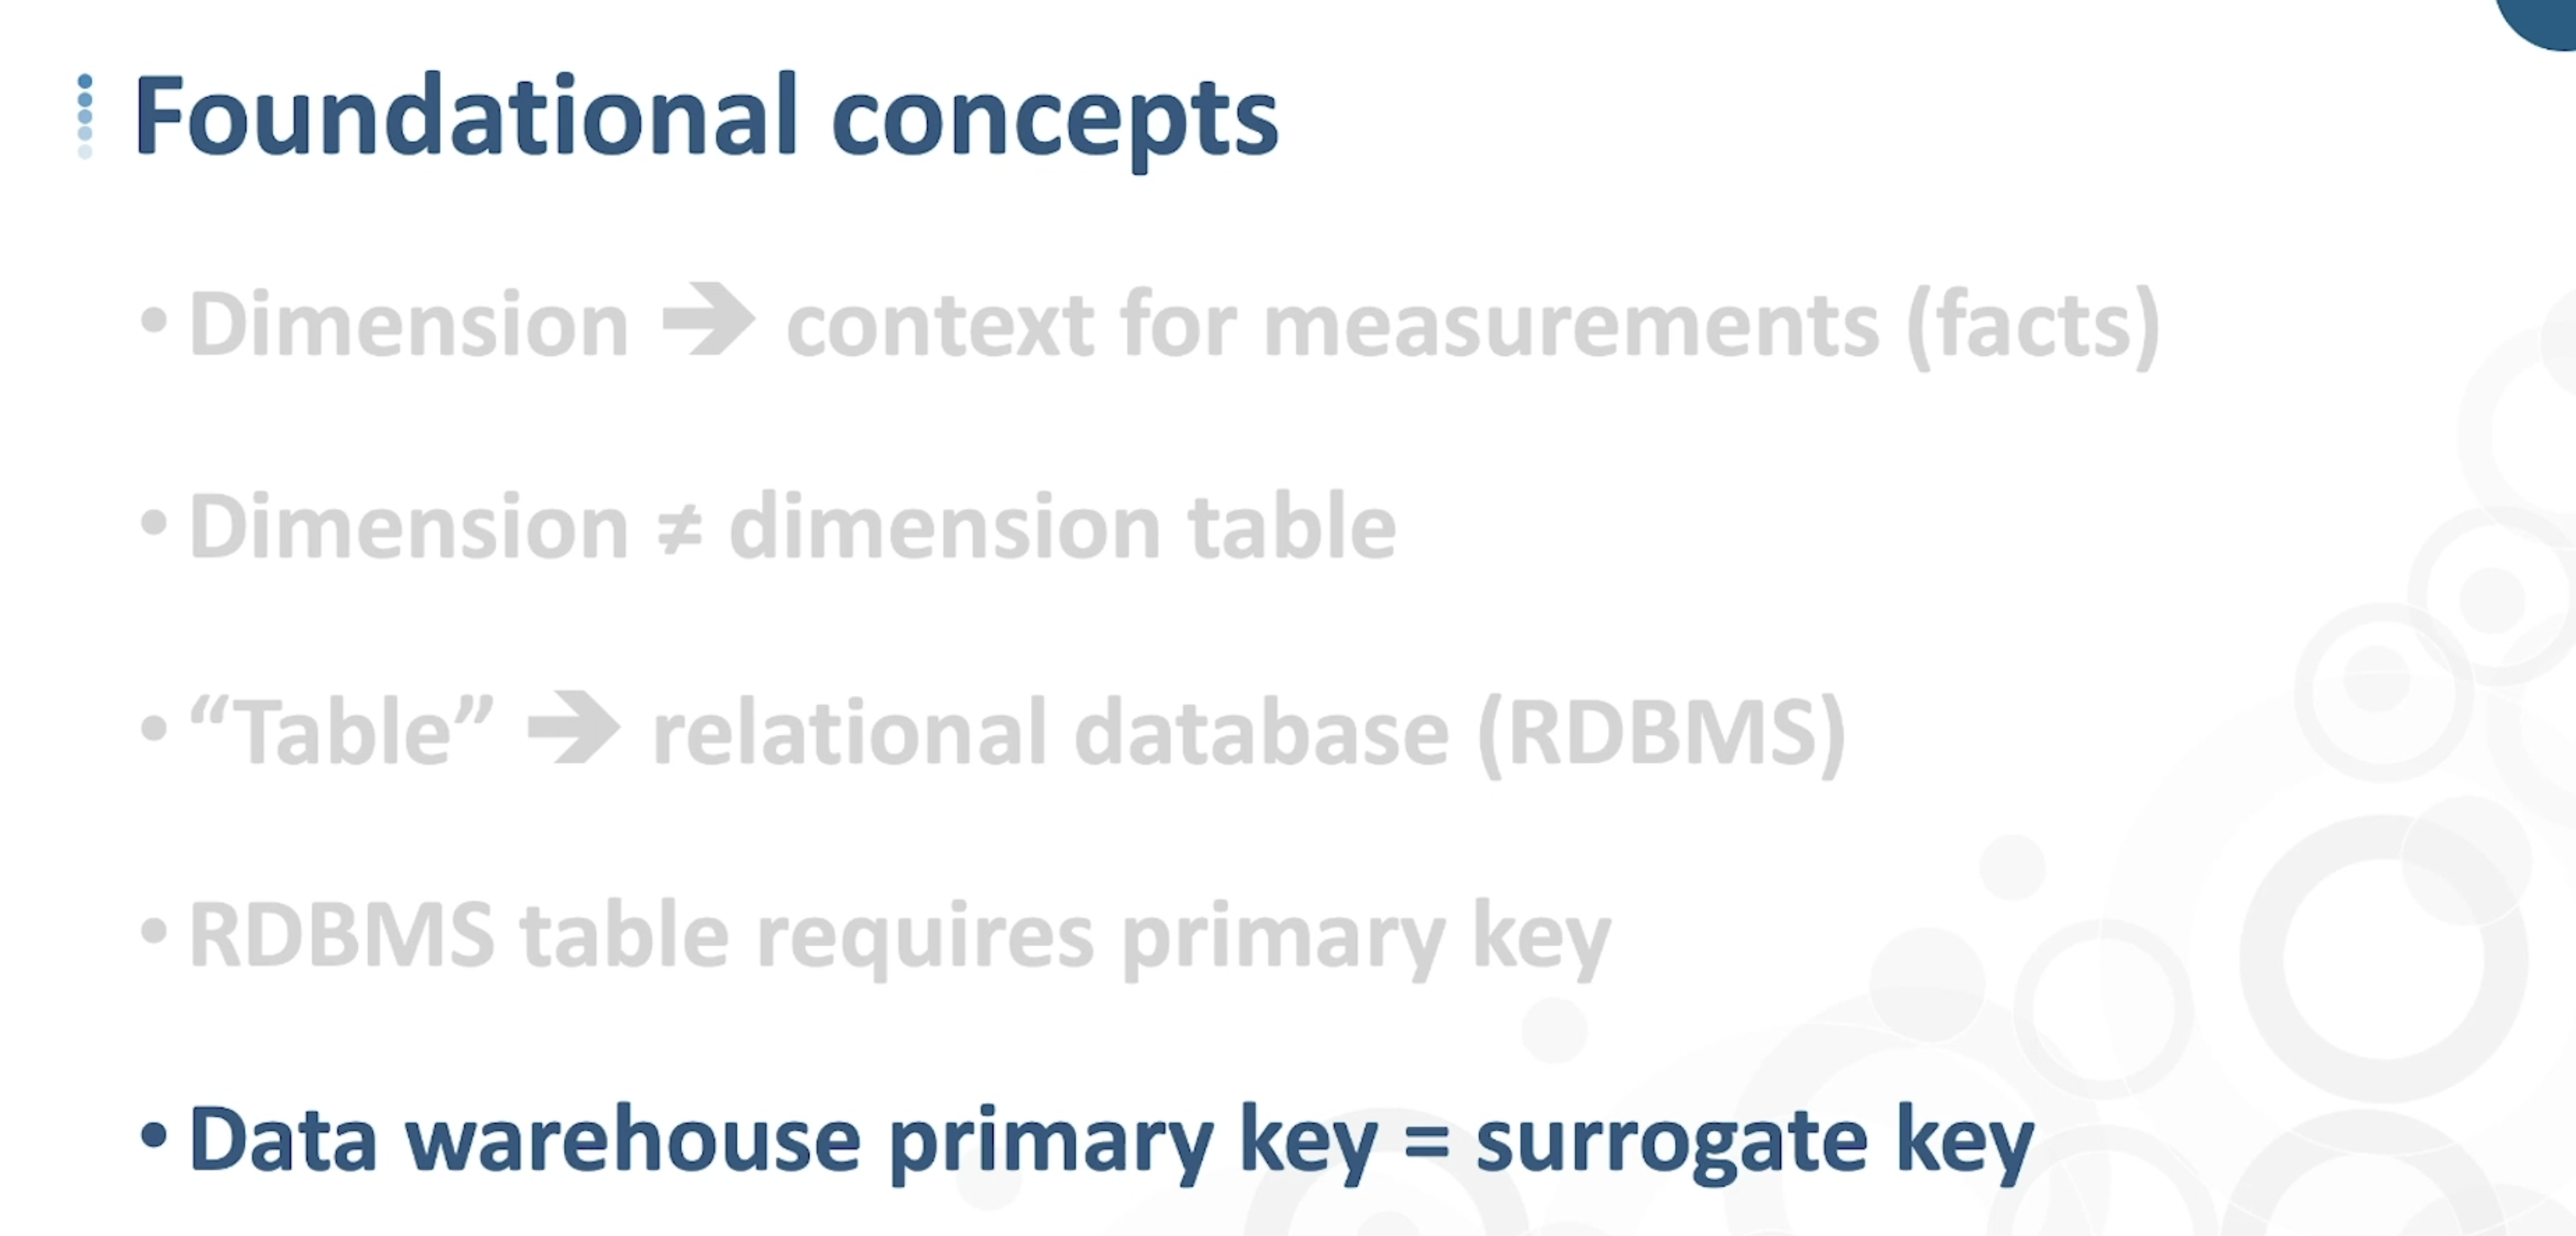 Foundational concepts
• Dimension ➔ context for measurements (facts)
• Dimension ≠ dimension table
• “Table” ➔ relational database (RDBMS)
• RDBMS table requires primary key
• Data warehouse primary key = surrogate key